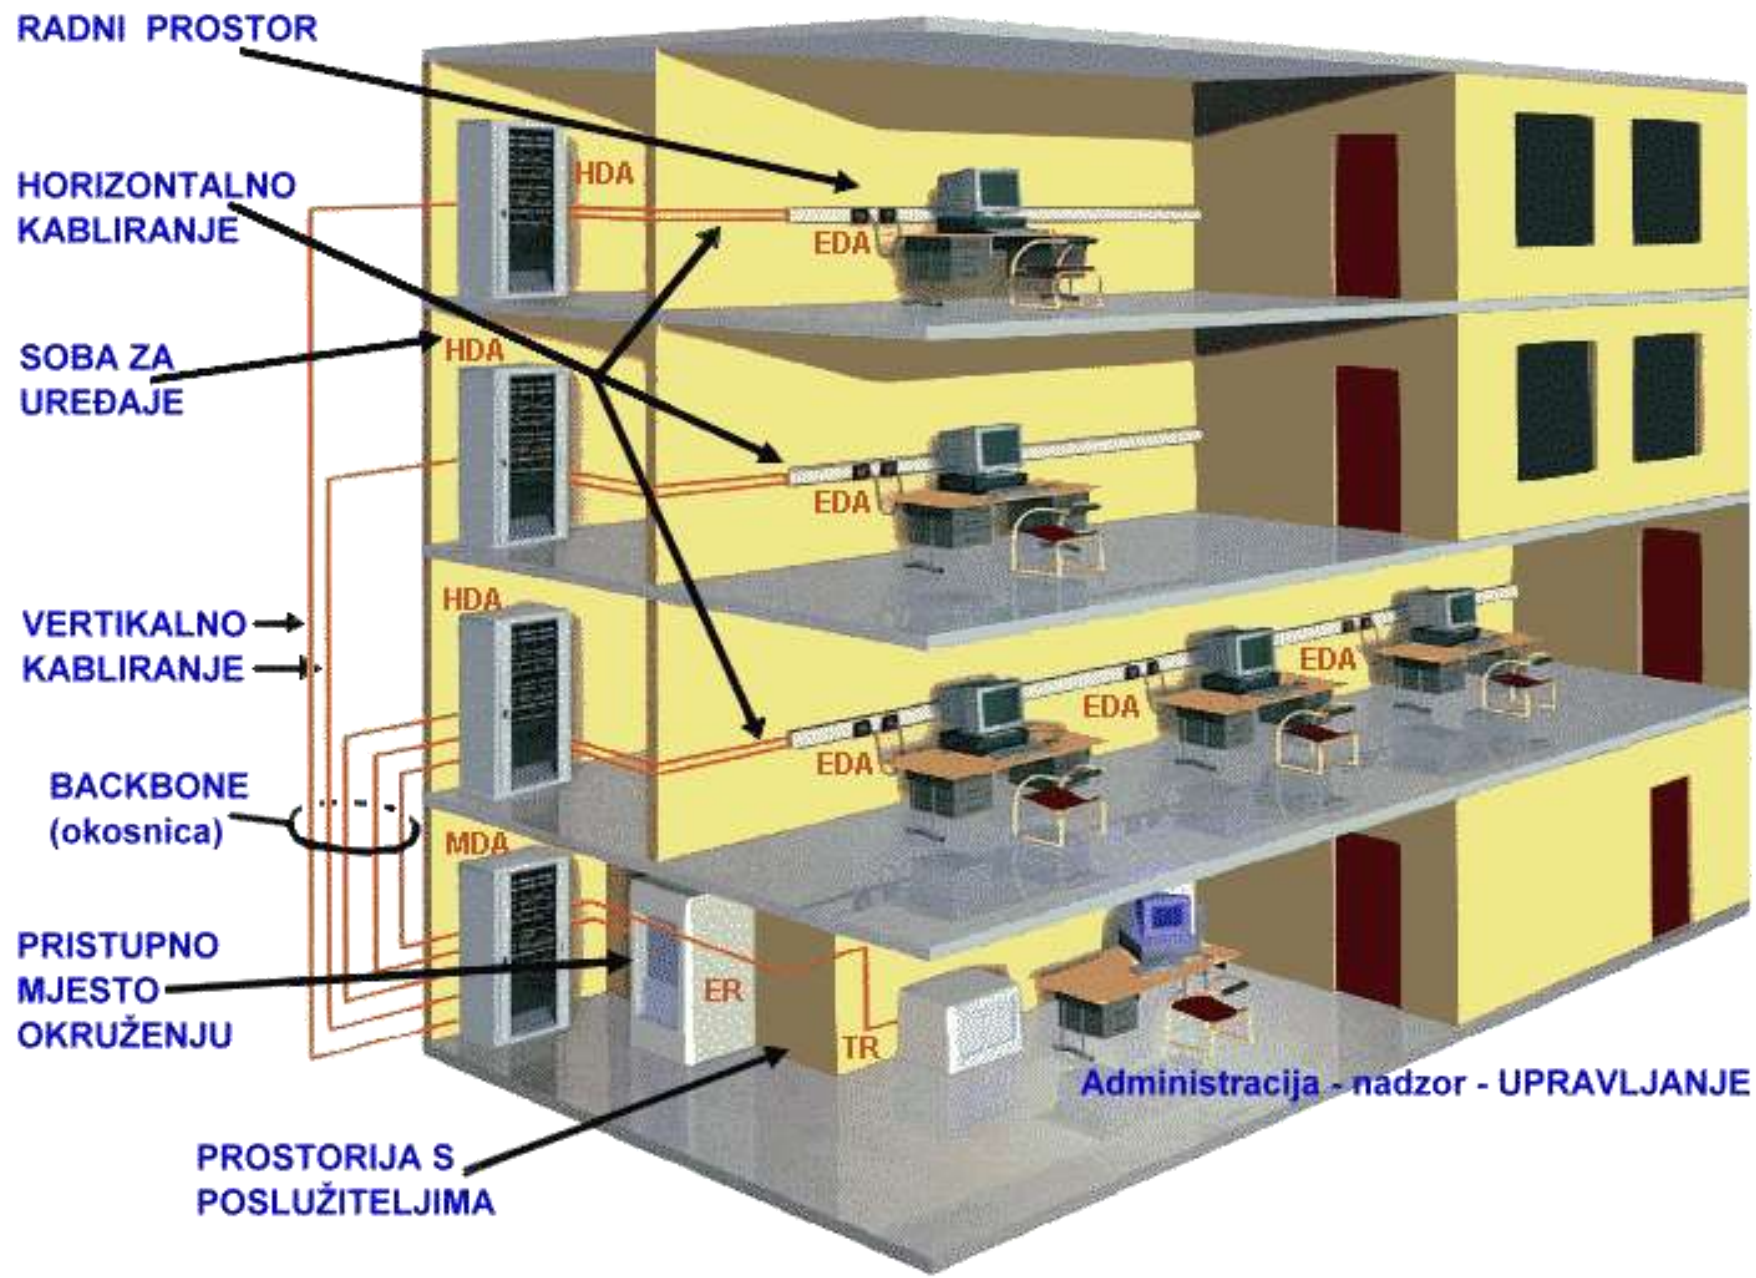 RADNI PROSTOR
HORIZONTALNO
KABLIRANJE
SOBA ZA
UREĐAJE
VERTIKALNO
KABLIRANJE
BACKBONE
(okosnica)
PRISTUPNO
MJESTO
OKRUŽENJU
PROSTORIJA S
POSLUŽITELJIMA
HDA
EDA
HDA
EDA
HDA
EDA
EDA
EDA
MDA
ER
TR
Administracija - nadzor - UPRAVLJANJE